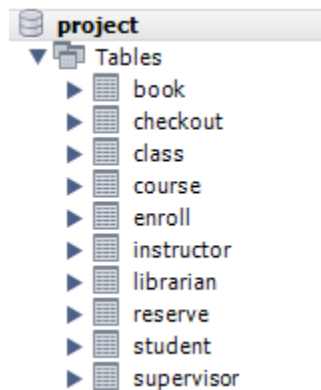 project
Tables
book
checkout
class
course
enroll
instructor
librarian
reserve
student
supervisor